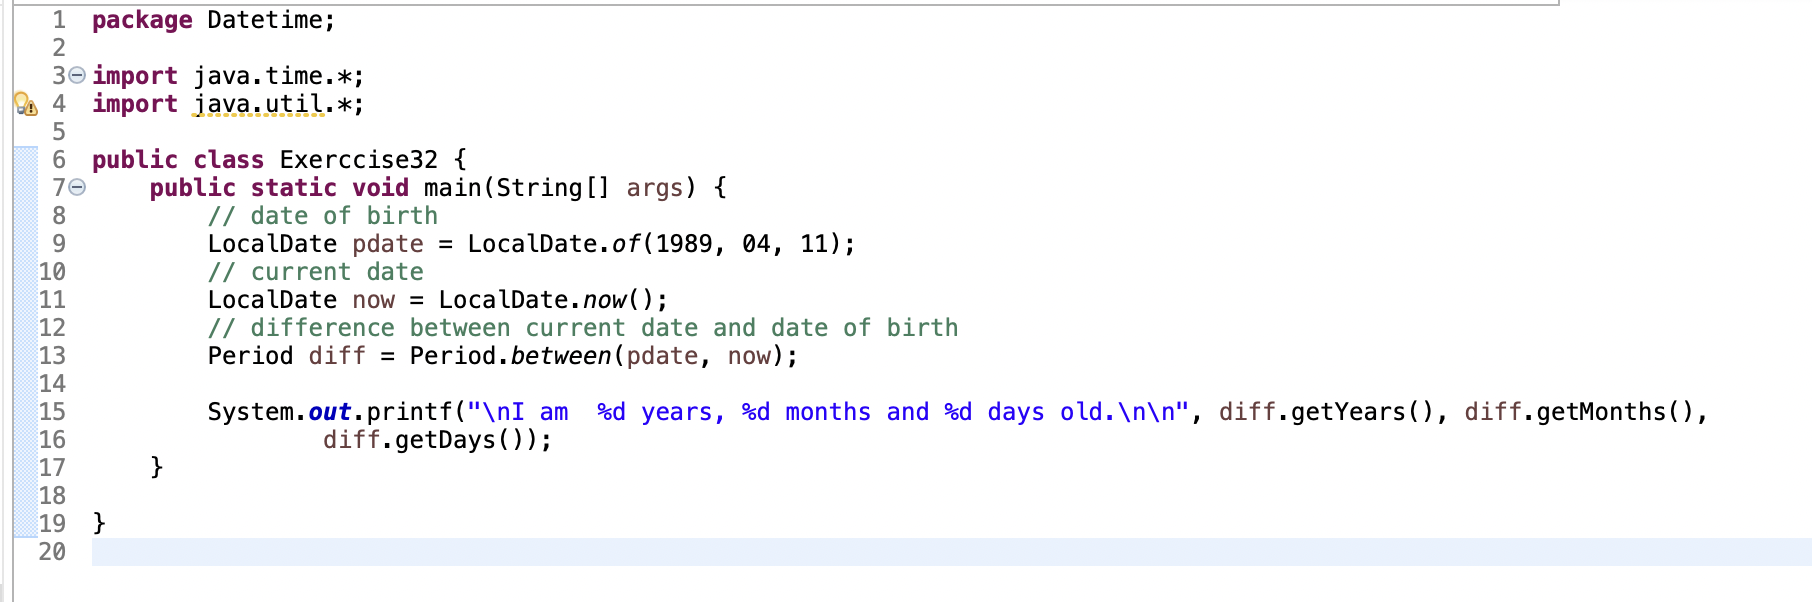 1 package Datetime;
2
3 import java.time.*;
4 import java.util.*;
5
6 public class Exerccise32 {
7     public static void main(String[] args) {
8         // date of birth
9         LocalDate pdate = LocalDate.of(1989, 04, 11);
10         // current date
11         LocalDate now = LocalDate.now();
12         // difference between current date and date of birth
13         Period diff = Period.between(pdate, now);
14
15         System.out.printf("\nI am  %d years, %d months and %d days old.\n\n", diff.getYears(), diff.getMonths(),
16                 diff.getDays());
17     }
18
19 }
20